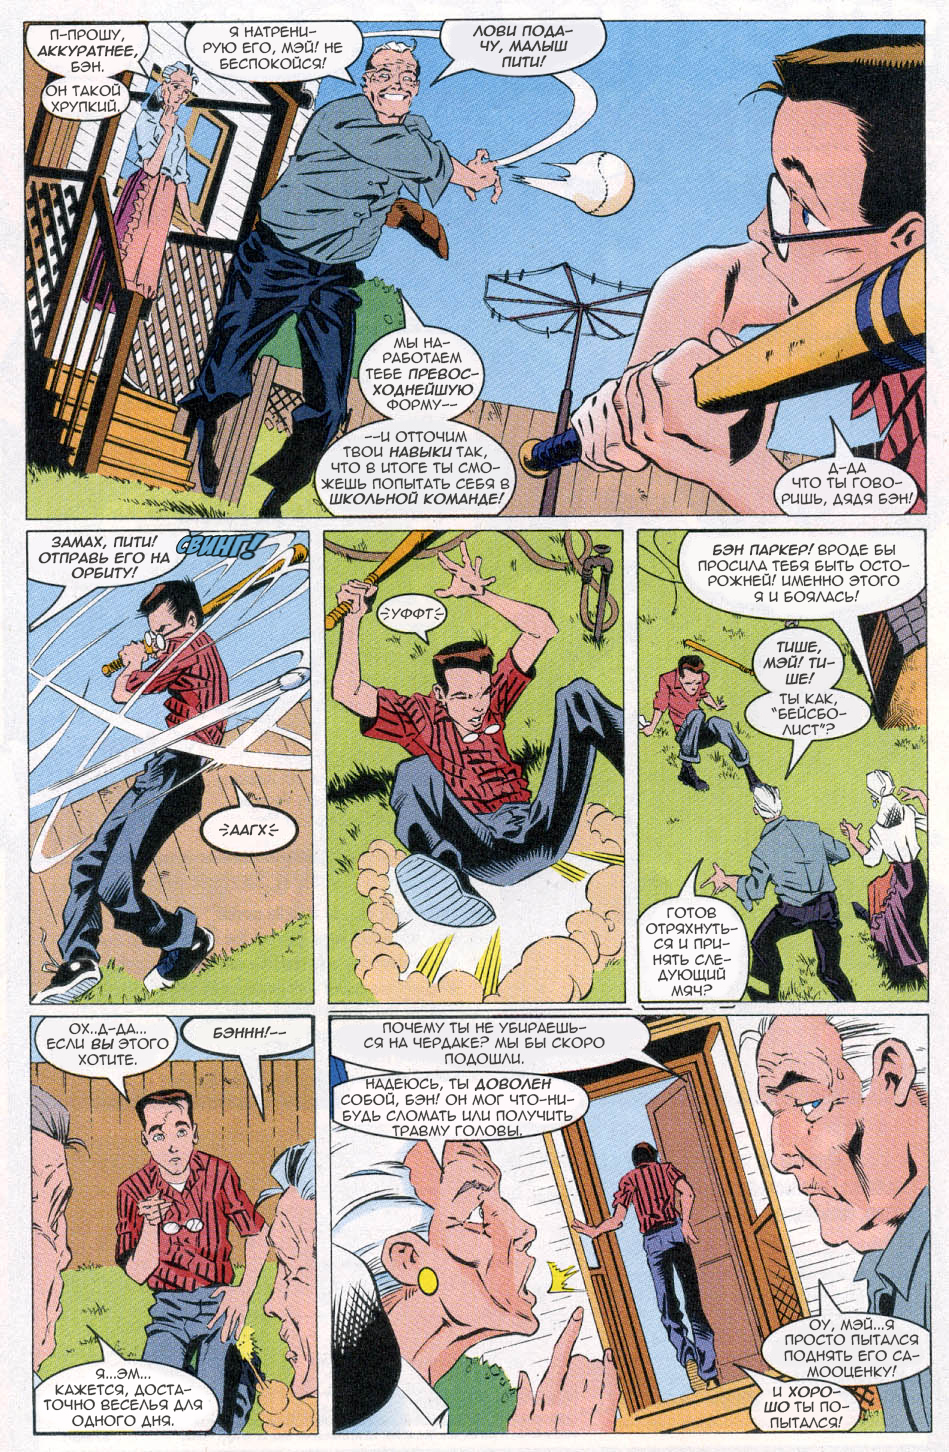 П-ПРОШУ,
АККУРАТНЕЕ,
БЭН.
ОН ТАКОЙ
ХРУПКИЙ.
Я НАТРЕНИ-
РУЮ ЕГО, МЭЙ! НЕ
БЕСПОКОЙСЯ!
ЛОВИ ПОДА-
ЧУ, МАЛЫШ
ПИТИ!
МЫ НА-
РАБОТАЕМ
ТЕБЕ ПРЕВОС-
ХОДНЕЙШУЮ
ФОРМУ--
--И ОТТОЧИМ
ТВОИ НАВЫКИ ТАК,
ЧТО В ИТОГЕ ТЫ СМО-
ЖЕШЬ ПОПЫТАТЬ СЕБЯ В
ШКОЛЬНОЙ КОМАНДЕ!
Д-ДА
ЧТО ТЫ ГОВО-
РИШЬ, ДЯДЯ БЭН!
ЗАМАХ, ПИТИ!
ОТПРАВЬ ЕГО НА
ОРБИТУ!
СВИНГ!
ААГХ
УФФТ
БЭН ПАРКЕР! ВРОДЕ БЫ
ПРОСИЛА ТЕБЯ БЫТЬ ОСТО-
РОЖНЕЙ! ИМЕННО ЭТОГО
Я И БОЯЛАСЬ!
ТИШЕ,
МЭЙ! ТИ-
ШЕ!
ТЫ КАК,
"БЕЙСБО-
ЛИСТ"?
ГОТОВ
ОТРЯХНУТЬ-
СЯ И ПРИ-
НЯТЬ СЛЕ-
ДУЮЩИЙ
МЯЧ?
ОХ..Д-ДА...
ЕСЛИ ВЫ ЭТОГО
ХОТИТЕ.
БЭННН!--
Я...ЭМ...
КАЖЕТСЯ, ДОСТА-
ТОЧНО ВЕСЕЛЬЯ ДЛЯ
ОДНОГО ДНЯ.
ПОЧЕМУ ТЫ НЕ УБИРАЕШЬ-
СЯ НА ЧЕРДАКЕ? МЫ БЫ СКОРО
ПОДОШЛИ.
НАДЕЮСЬ, ТЫ ДОВОЛЕН
СОБОЙ, БЭН! ОН МОГ ЧТО-НИ-
БУДЬ СЛОМАТЬ ИЛИ ПОЛУЧИТЬ
ТРАВМУ ГОЛОВЫ.
ОУ, МЭЙ...Я
ПРОСТО ПЫТАЛСЯ
ПОДНЯТЬ ЕГО СА-
МООЦЕНКУ!
И ХОРО-
ШО ТЫ ПО-
ПЫТАЛСЯ!